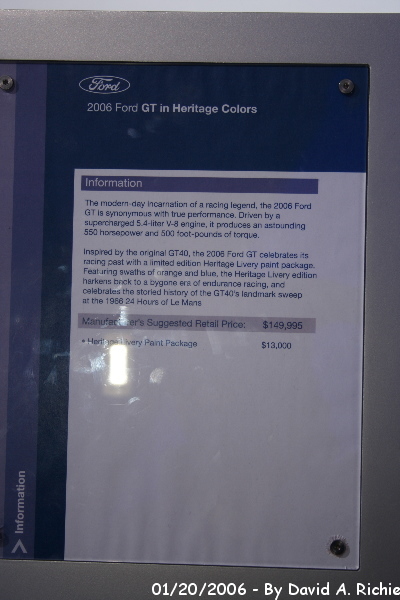 Ford
2006 Ford GT in Heritage Colors
Information
The modern-day incarnation of a racing legend, the 2006 Ford
GT is synonymous with true performance. Driven by a
supercharged 5.4-liter V-8 engine, it produces an astounding
550 horsepower and 500 foot-pounds of torque.
Inspired by the original GT40, the 2006 Ford GT celebrates its
racing past with a limited edition Heritage Livery paint package.
Featuring swaths of orange and blue, the Heritage Livery edition
harkens back to a bygone era of endurance racing, and
celebrates the storied history of the GT40's landmark sweep
at the 1966 24 Hours of Le Mans
Manufacturer's Suggested Retail Price: $149,995
• Heritage Livery Paint Package $13,000
Information
01/20/2006 - By David A. Richie